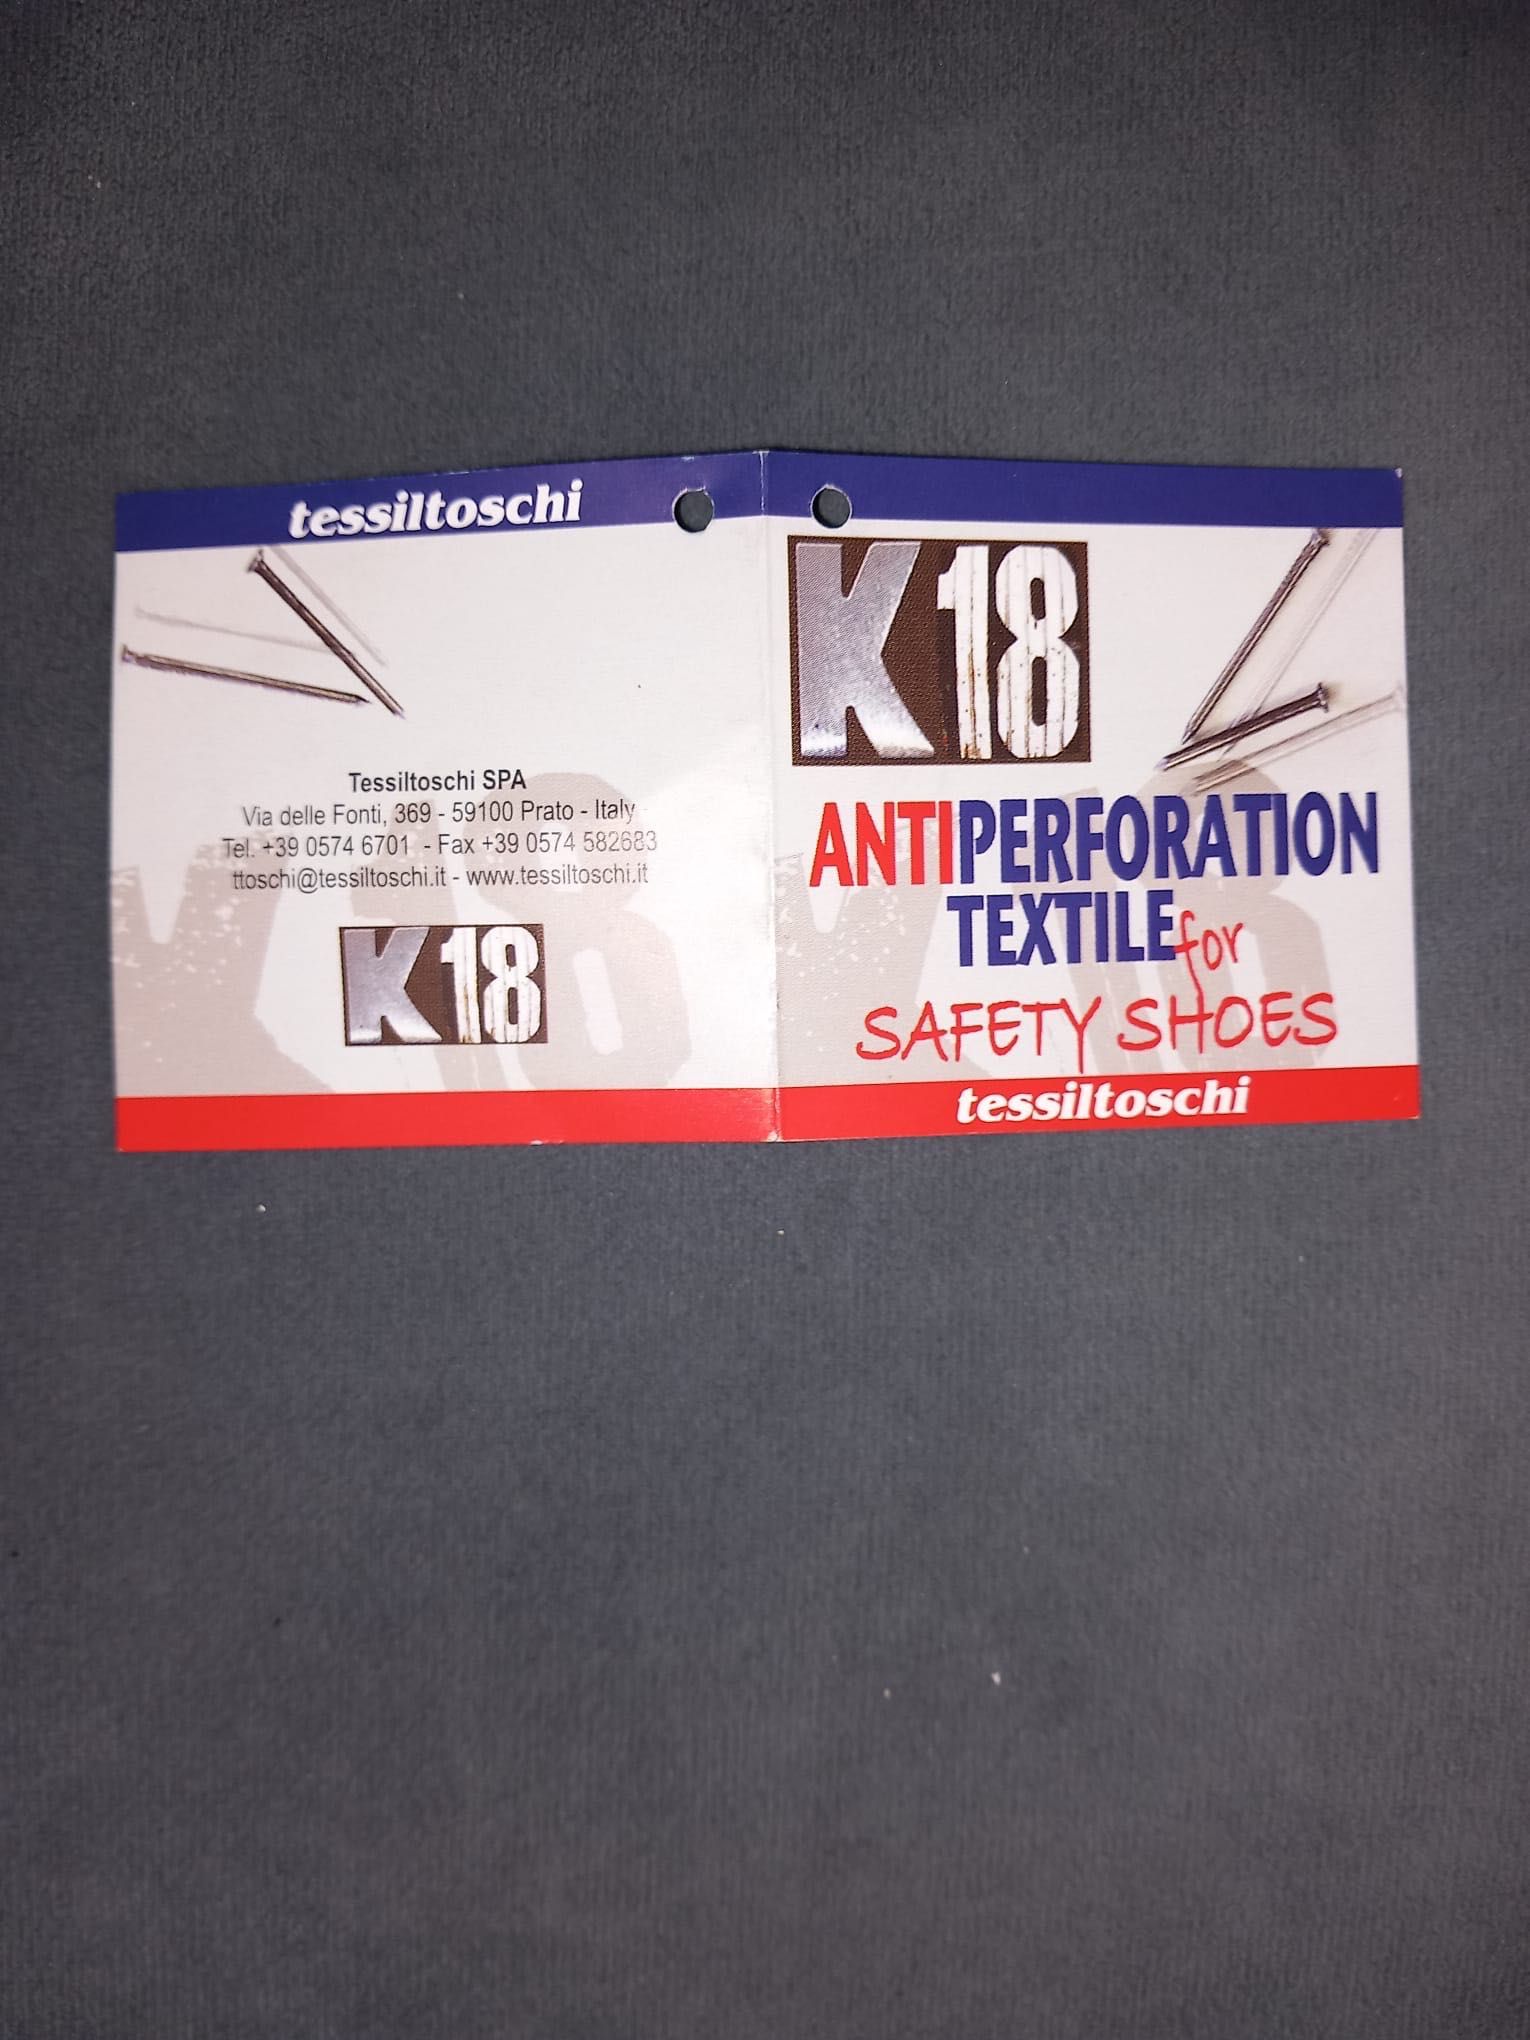 tessiltoschi
Tessiltoschi SPA
Via delle Fonti, 369 - 59100 Prato - Italy
Tel. +39 0574 6701 - Fax +39 0574 582683
ttoschi@tessiltoschi.it - www.tessiltoschi.it
K18
K18
ANTIPERFORATION
TEXTILE for
SAFETY SHOES
tessiltoschi